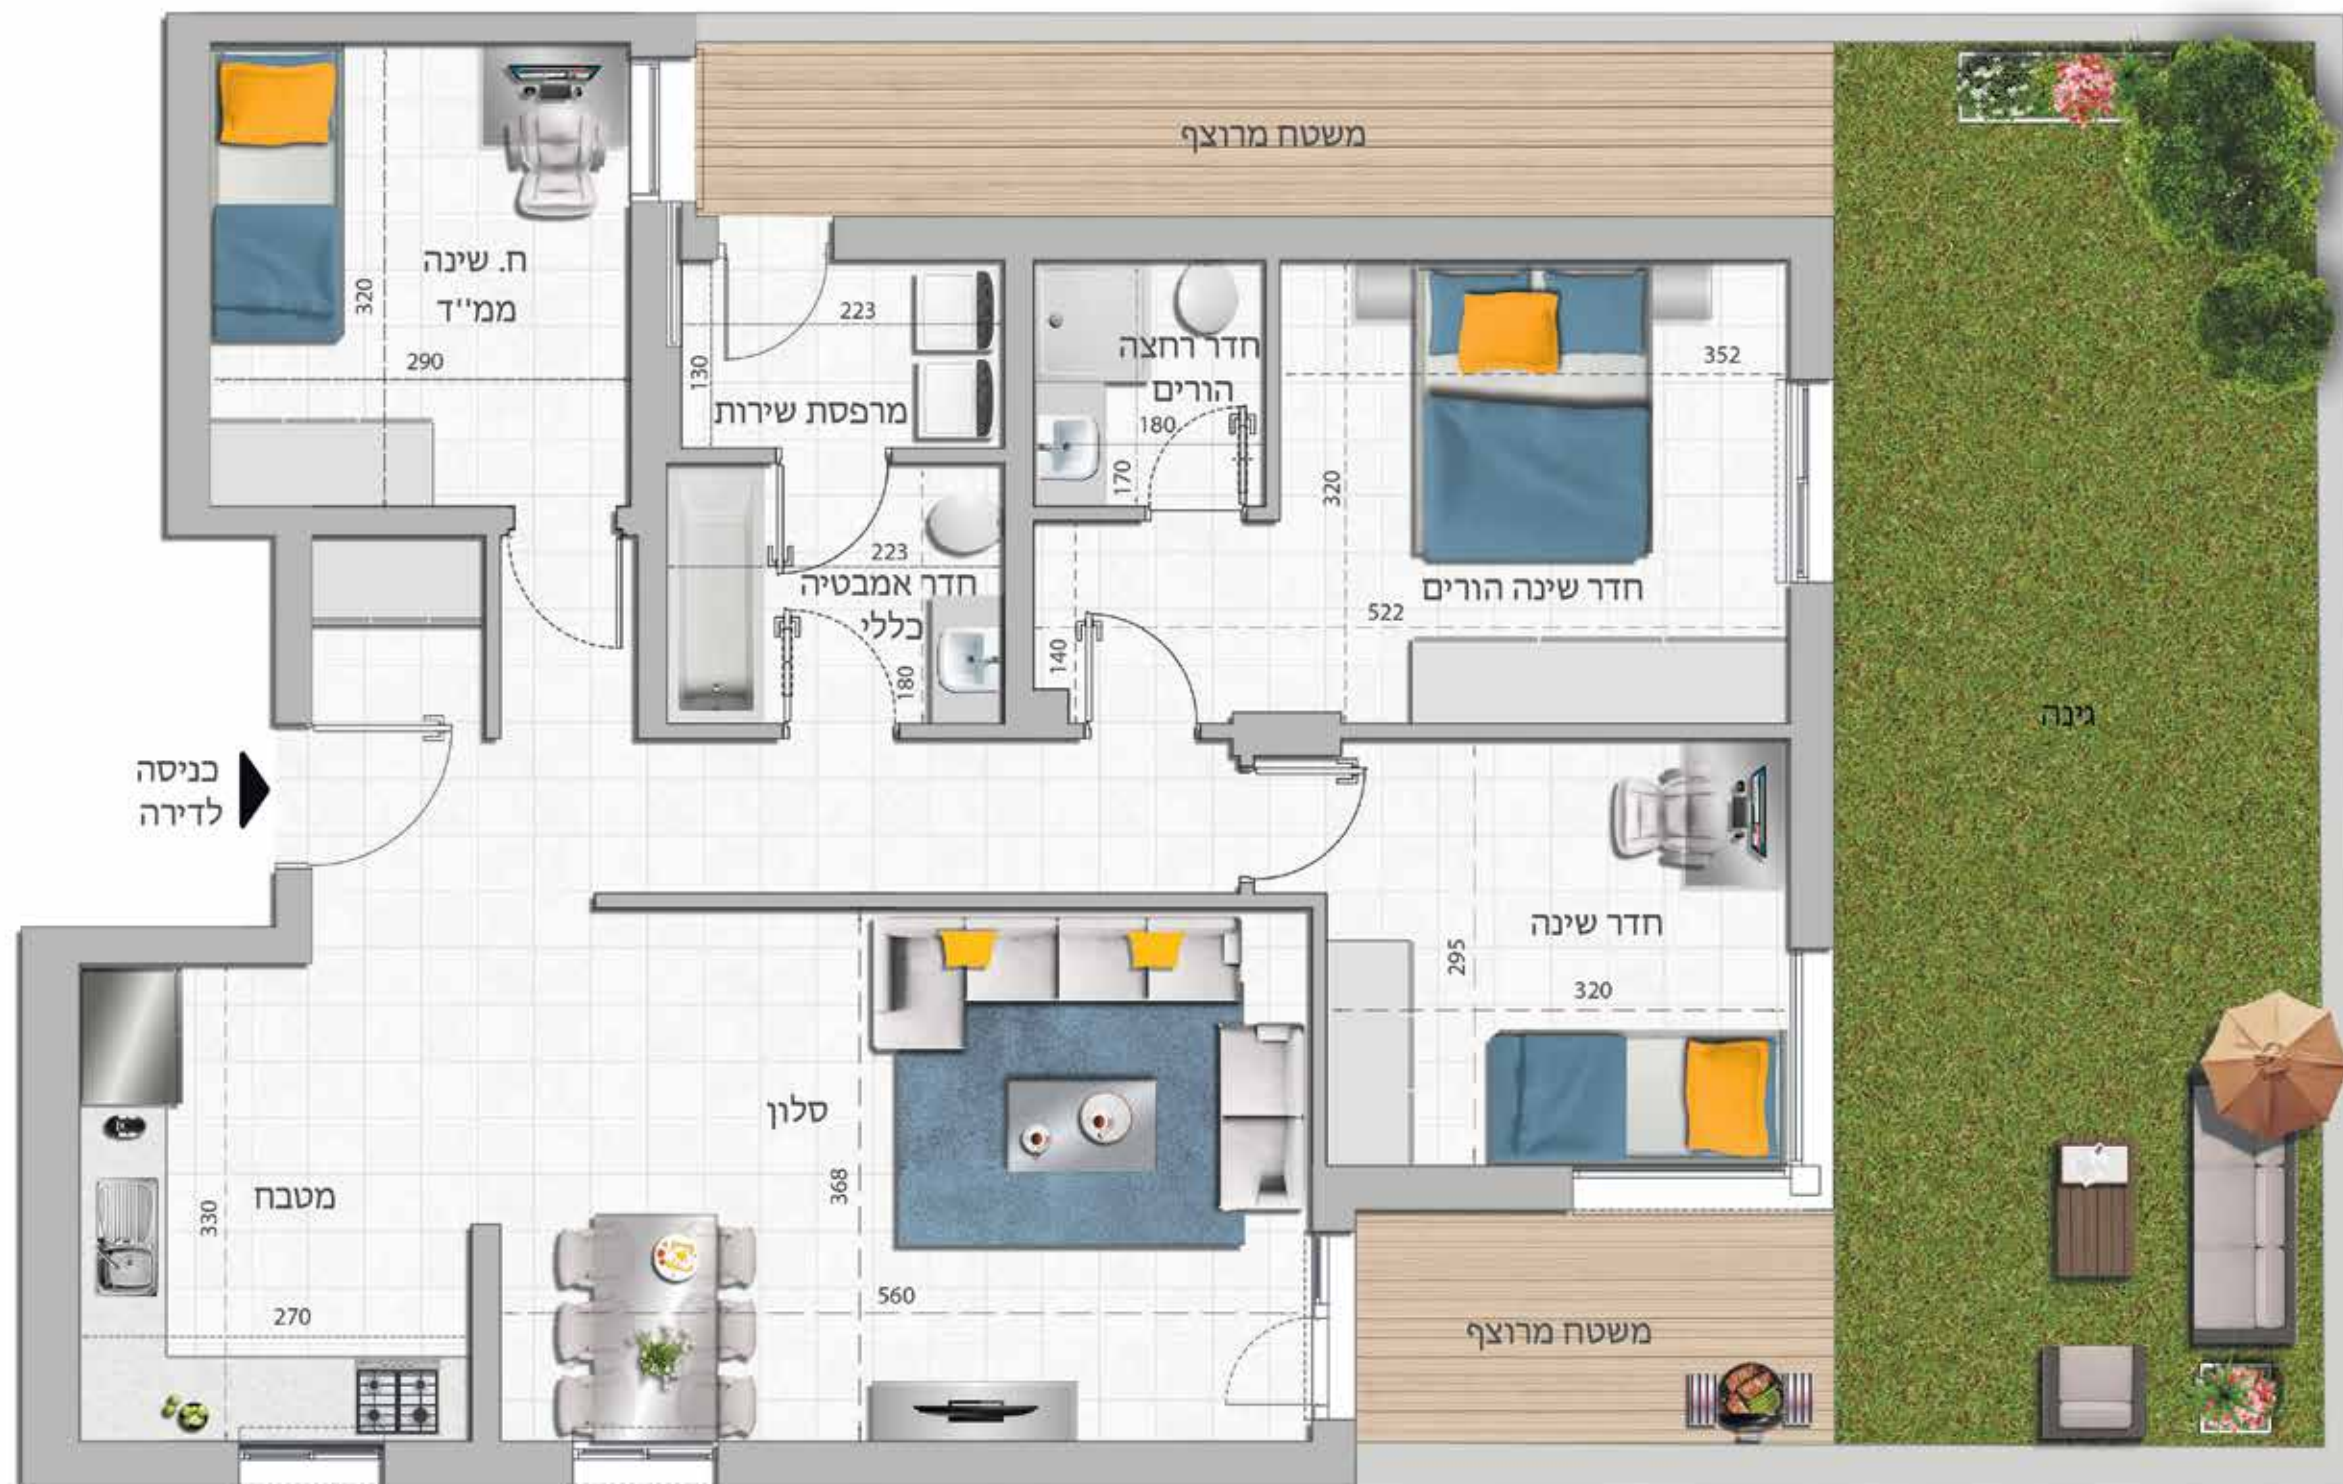 משטח מרוצף
ח. שינה
ממ''ד
320
290
223
130
מרפסת שירות
חדר רחצה
הורים
180
170
352
320
חדר שינה הורים
522
140
223
חדר אמבטיה
כללי
180
גינה
כניסה
לדירה
חדר שינה
295
320
סלון
368
560
מטבח
330
270
משטח מרוצף